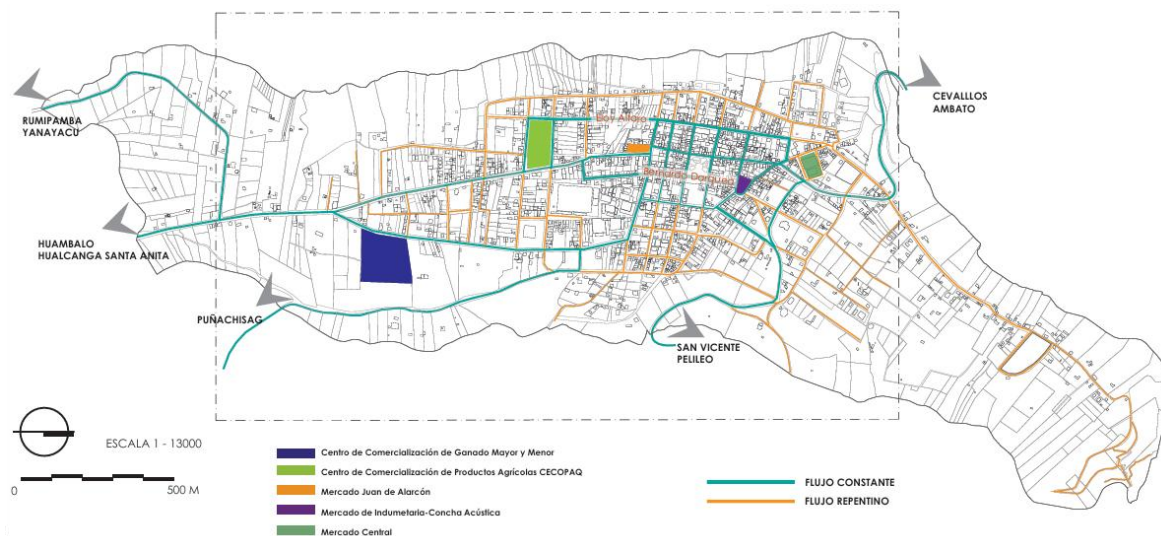 CEVALLLOS
AMBATO
RUMIPAMBA
YANAYACU
Eloy Alfaro
Bernardo Darquea
HUAMBALO
HUALCANGA SANTA ANITA
PUÑACHISAG
SAN VICENTE
PELILEO
ESCALA 1 - 13000
0 500 M
Centro de Comercialización de Ganado Mayor y Menor
Centro de Comercialización de Productos Agrícolas CECOPAQ
Mercado Juan de Alarcón
Mercado de Indumetaria-Concha Acústica
Mercado Central
FLUJO CONSTANTE
FLUJO REPENTINO